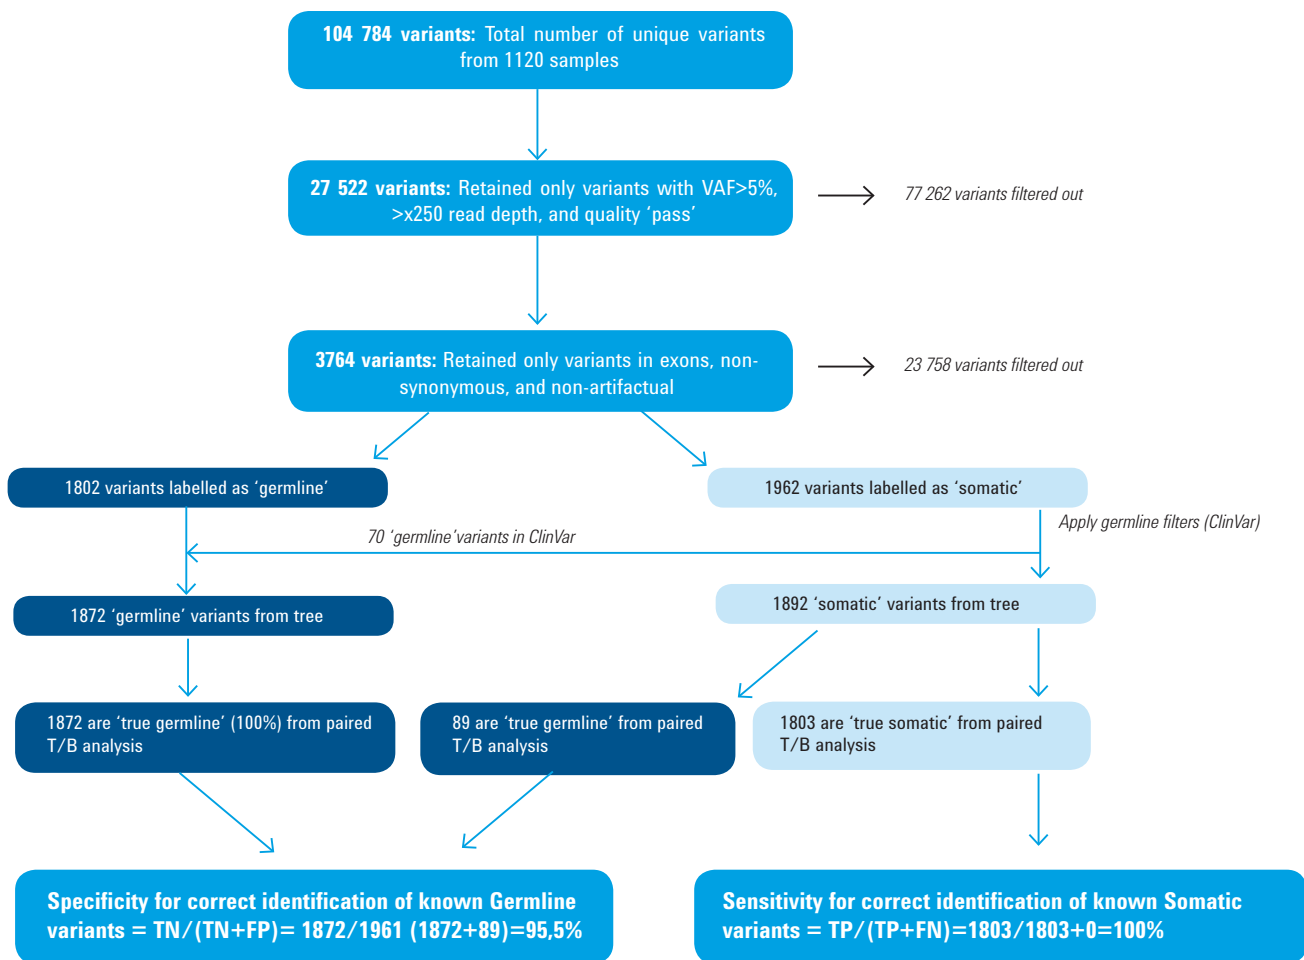 104 784 variants: Total number of unique variants
from 1120 samples
27 522 variants: Retained only variants with VAF>5%,
>x250 read depth, and quality ‘pass’
77 262 variants filtered out
3764 variants: Retained only variants in exons, non-
synonymous, and non-artifactual
23 758 variants filtered out
1802 variants labelled as ‘germline’
1962 variants labelled as ‘somatic’
Apply germline filters (ClinVar)
70 ‘germline’variants in ClinVar
1872 ‘germline’ variants from tree
1892 ‘somatic’ variants from tree
1872 are ‘true germline’ (100%) from paired
T/B analysis
89 are ‘true germline’ from paired
T/B analysis
1803 are ‘true somatic’ from paired
T/B analysis
Specificity for correct identification of known Germline
variants = TN/(TN+FP)= 1872/1961 (1872+89)=95,5%
Sensitivity for correct identification of known Somatic
variants = TP/(TP+FN)=1803/1803+0=100%